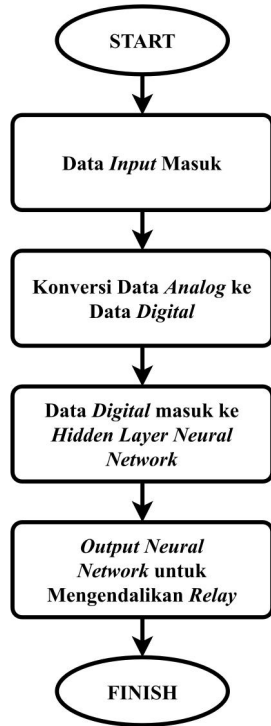 START
Data Input Masuk
Konversi Data Analog ke
Data Digital
Data Digital masuk ke
Hidden Layer Neural
Network
Output Neural
Network untuk
Mengendalikan Relay
FINISH